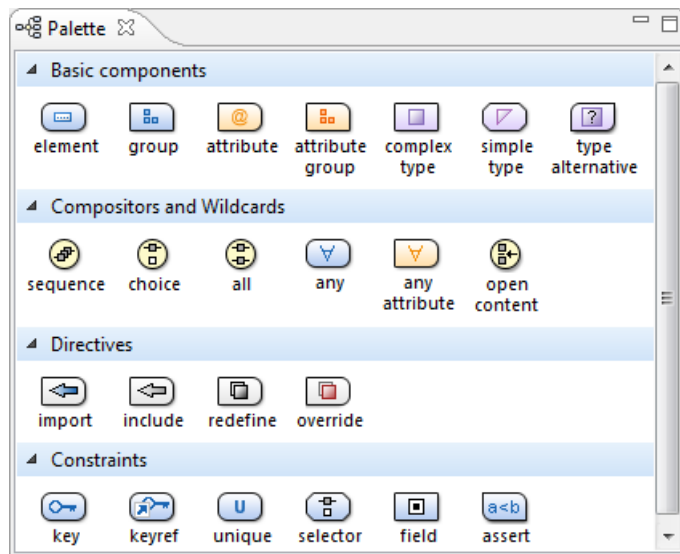 Palette
Basic components
element group attribute attribute complex simple type
group type type alternative
Compositors and Wildcards
sequence choice all any any open
attribute content
Directives
import include redefine override
Constraints
U a<b
key keyref unique selector field assert